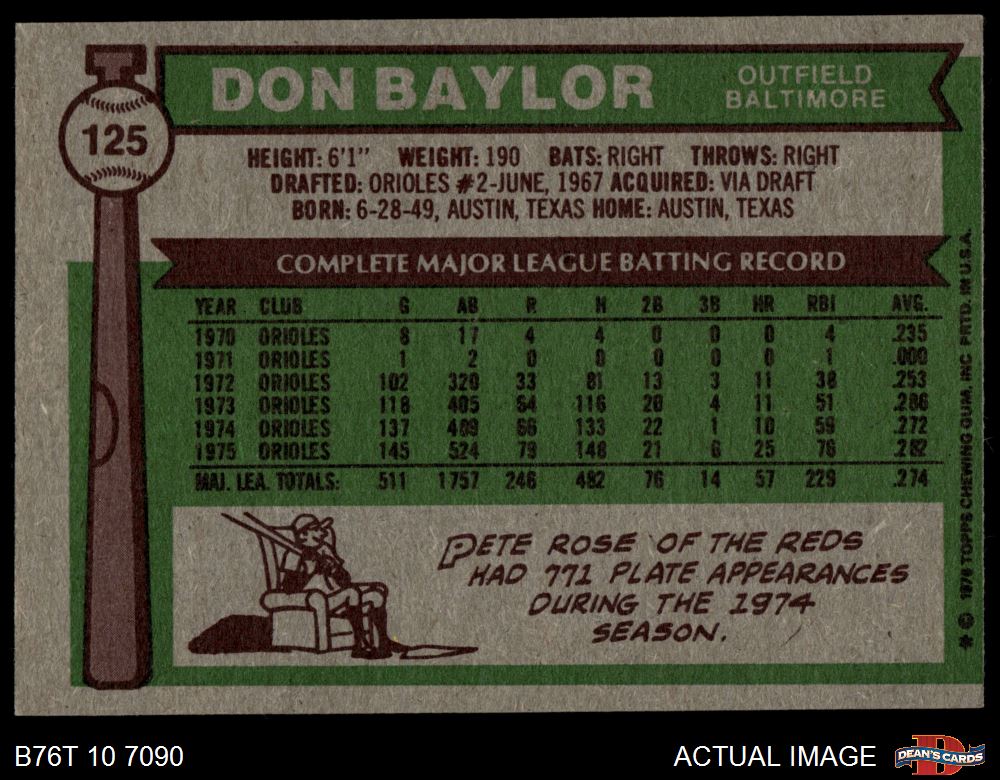 125
DON BAYLOR
OUTFIELD
BALTIMORE
HEIGHT: 6'1" WEIGHT: 190 BATS: RIGHT THROWS: RIGHT
DRAFTED: ORIOLES #2-JUNE, 1967 ACQUIRED: VIA DRAFT
BORN: 6-28-49, AUSTIN, TEXAS HOME: AUSTIN, TEXAS
COMPLETE MAJOR LEAGUE BATTING RECORD
YEAR CLUB G AB R H 2B 3B HR RBI AVG.
1970 ORIOLES 8 17 4 4 0 0 0 4 .235
1971 ORIOLES 1 2 0 0 0 0 0 1 .000
1972 ORIOLES 102 320 33 81 13 3 11 38 .253
1973 ORIOLES 118 405 64 116 20 4 11 51 .286
1974 ORIOLES 137 489 66 133 22 1 10 59 .272
1975 ORIOLES 145 524 79 148 21 6 25 76 .282
MAJ. LEA. TOTALS: 511 1757 246 482 76 14 57 229 .274
PETE ROSE OF THE REDS
HAD 771 PLATE APPEARANCES
DURING THE 1974
SEASON.
* © 1976 TOPPS CHEWING GUM, INC PRTD. IN U.S.A.
B76T 10 7090
ACTUAL IMAGE
D
DEAN'S CARDS